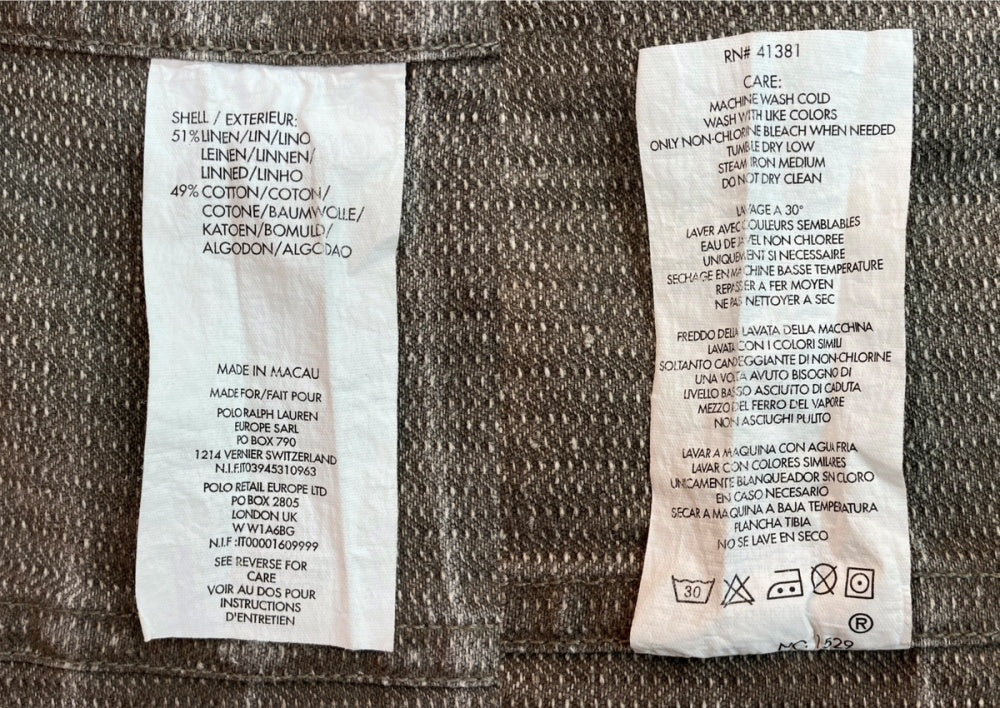 SHELL / EXTERIEUR:
51% LINEN/LIN/LINO
LEINEN/LINNEN/
LINNED/LINHO
49% COTTON/COTON/
COTONE/BAUMWOLLE/
KATOEN/BOMULD/
ALGODON/ALGODAO
MADE IN MACAU
MADE FOR/FAIT POUR
POLO RALPH LAUREN
EUROPE SARL
PO BOX 790
1214 VERNIER SWITZERLAND
N.I.F.IT03945310963
POLO RETAIL EUROPE LTD
PO BOX 2805
LONDON UK
W W1A6BG
N.I.F :IT00001609999
SEE REVERSE FOR
CARE
VOIR AU DOS POUR
INSTRUCTIONS
D'ENTRETIEN
RN# 41381
CARE:
MACHINE WASH COLD
WASH WITH LIKE COLORS
ONLY NON-CHLORINE BLEACH WHEN NEEDED
TUMBLE DRY LOW
STEAM IRON MEDIUM
DO NOT DRY CLEAN
LAVAGE A 30°
LAVER AVEC COULEURS SEMBLABLES
EAU DE JAVEL NON CHLOREE
UNIQUEMENT SI NECESSAIRE
SECHAGE EN MACHINE BASSE TEMPERATURE
REPASSER A FER MOYEN
NE PAS NETTOYER A SEC
FREDDO DELLA LAVATA DELLA MACCHINA
LAVATA CON I COLORI SIMILI
SOLTANTO CANDEGGIANTE DI NON-CHLORINE
UNA VOLTA AVUTO BISOGNO DI
LIVELLO BASSO ASCIUTTO DI CADUTA
MEZZO DEL FERRO DEL VAPORE
NON ASCIUGHI PULITO
LAVAR A MAQUINA CON AGUA FRIA
LAVAR CON COLORES SIMILARES
UNICAMENTE BLANQUEADOR SN CLORO
EN CASO NECESARIO
SECAR A MAQUINA A BAJA TEMPERATURA
PLANCHA TIBIA
NO SE LAVE EN SECO
30
®
529